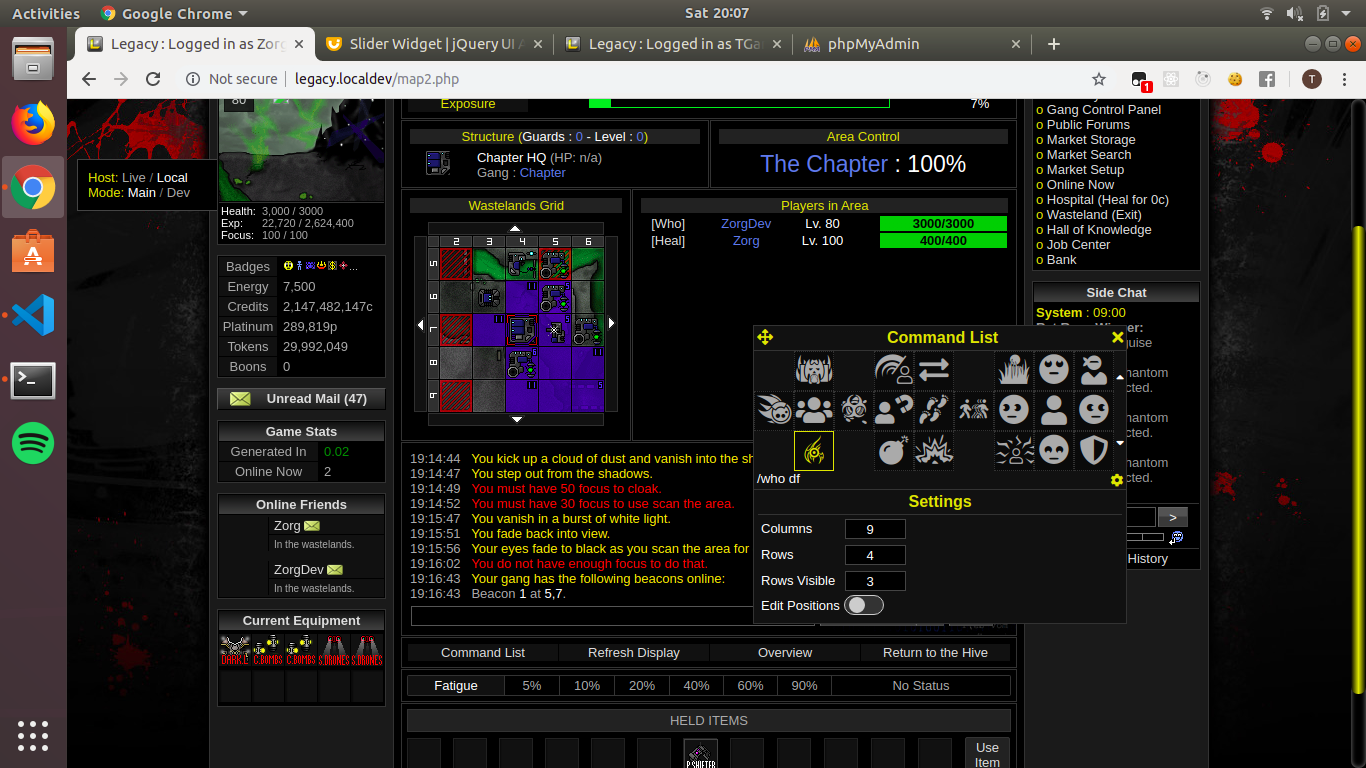 Activities
Google Chrome
Sat 20:07
Legacy : Logged in as Zorg
Slider Widget | jQuery UI A
Legacy : Logged in as TGa
phpMyAdmin
Not secure | legacy.localdev/map2.php
1
T
Host: Live / Local
Mode: Main / Dev
80
Health: 3,000 / 3000
Exp: 22,720 / 2,624,400
Focus: 100 / 100
Badges
...
Energy 7,500
Credits 2,147,482,147c
Platinum 289,819p
Tokens 29,992,049
Boons 0
Unread Mail (47)
Game Stats
Generated In 0.02
Online Now 2
Online Friends
Zorg
In the wastelands.
ZorgDev
In the wastelands.
Current Equipment
DARK.E C.BOMBS C.BOMBS S.DRONES S.DRONES
Exposure 7%
Structure (Guards : 0 - Level : 0)
Chapter HQ (HP: n/a)
Gang : Chapter
Area Control
The Chapter : 100%
Wastelands Grid
2 3 4 5 6
5
6
7
8
9
Players in Area
[Who] ZorgDev Lv. 80 3000/3000
[Heal] Zorg Lv. 100 400/400
19:14:44 You kick up a cloud of dust and vanish into the sh
19:14:47 You step out from the shadows.
19:14:49 You must have 50 focus to cloak.
19:14:52 You must have 30 focus to use scan the area.
19:15:47 You vanish in a burst of white light.
19:15:51 You fade back into view.
19:15:56 Your eyes fade to black as you scan the area for
19:16:02 You do not have enough focus to do that.
19:16:43 Your gang has the following beacons online:
19:16:43 Beacon 1 at 5,7.
Command List
/who df
Settings
Columns 9
Rows 4
Rows Visible 3
Edit Positions
Command List
Refresh Display
Overview
Return to the Hive
Fatigue 5% 10% 20% 40% 60% 90% No Status
HELD ITEMS
P.SHIFTER
Use
Item
o Gang Control Panel
o Public Forums
o Market Storage
o Market Search
o Market Setup
o Online Now
o Hospital (Heal for 0c)
o Wasteland (Exit)
o Hall of Knowledge
o Job Center
o Bank
Side Chat
System : 09:00
uise
hantom
cted.
hantom
cted.
hantom
cted.
>
History